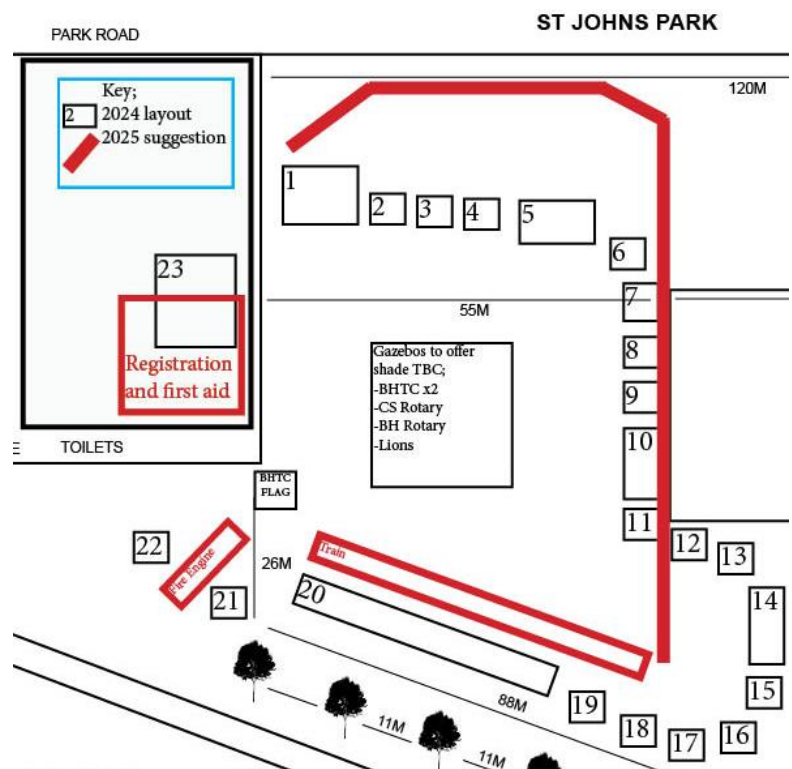 ST JOHNS PARK
PARK ROAD
120M
Key;
2 2024 layout
2025 suggestion
1
2
3
4
5
6
23
7
55M
Registration
and first aid
Gazebos to offer
shade TBC;
-BHTC x2
-CS Rotary
-BH Rotary
-Lions
8
9
10
TOILETS
BHTC
FLAG
11
12
13
22
Fire Engine
26M
Train
14
21
20
15
88M
19
18
17
16
11M
11M